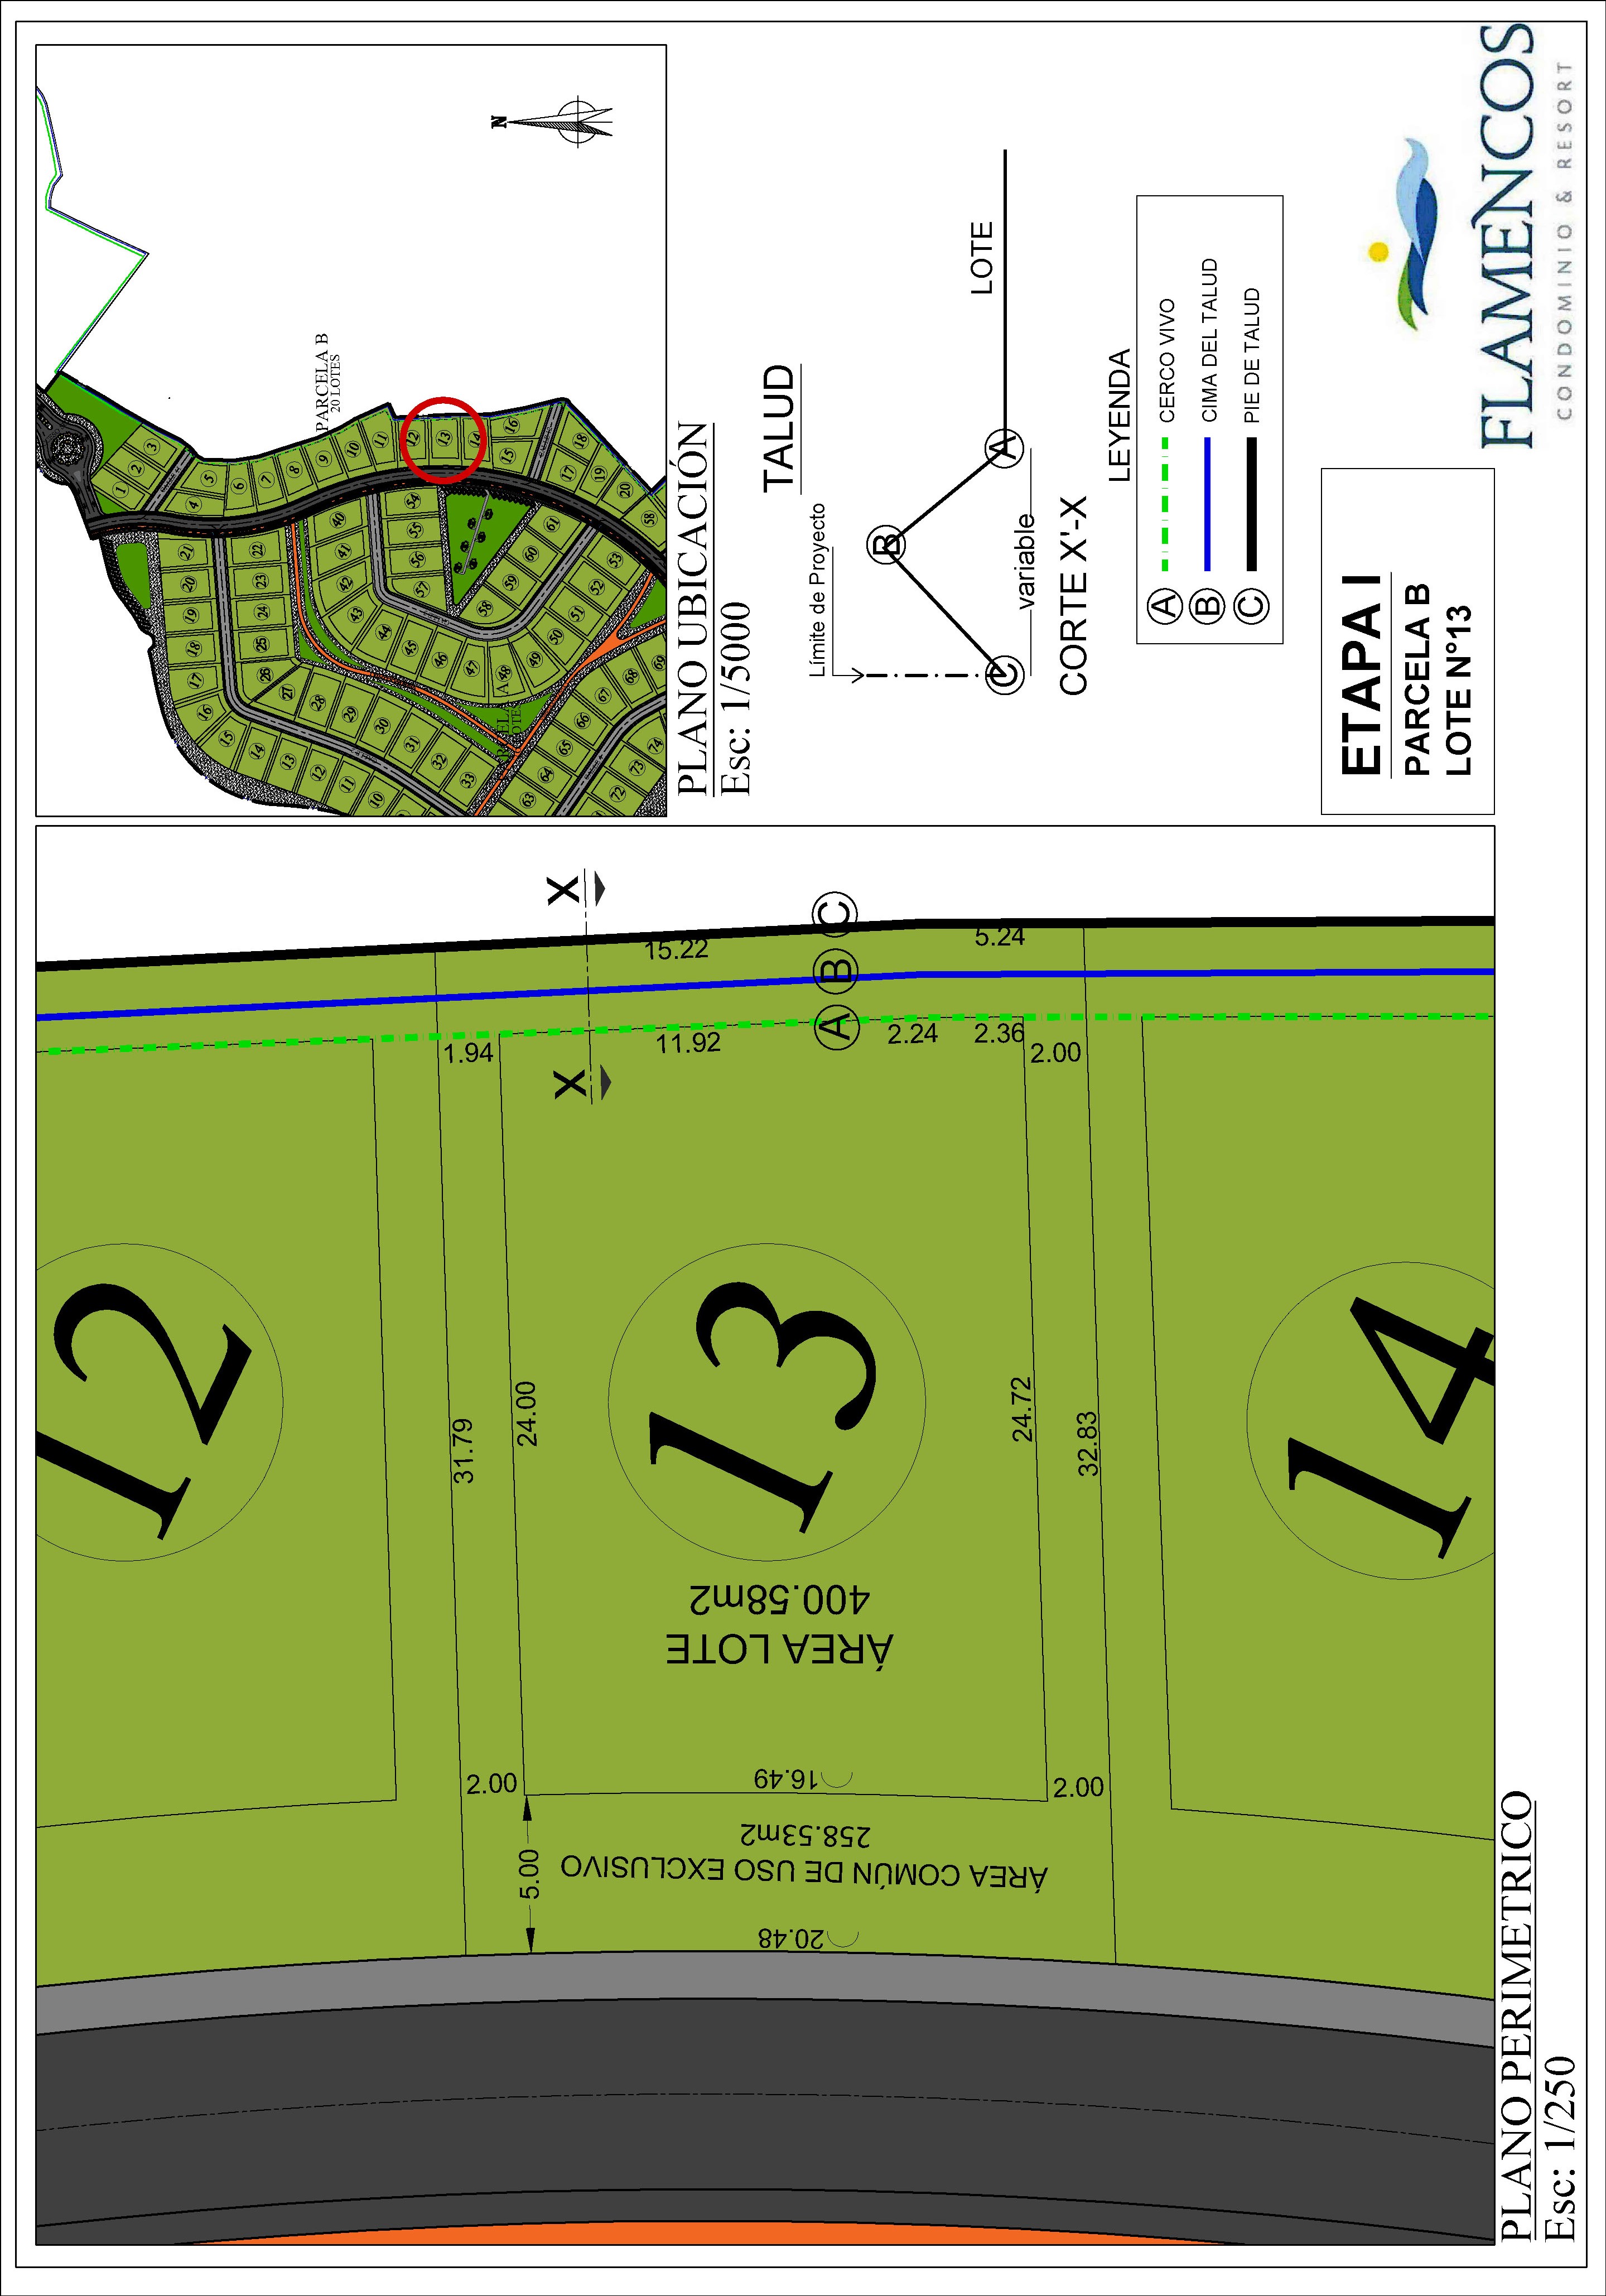 PLANO UBICACIÓN
Esc: 1/5000
N
PARCELA B
20 LOTES
1
2
3
4
5
6
7
8
9
10
11
12
13
14
15
16
17
18
19
20
58
21
20
19
18
17
16
15
14
13
12
11
10
22
23
24
25
26
27
28
29
30
31
32
33
40
41
42
43
44
45
46
47
48
49
50
51
52
53
54
55
56
57
58
59
60
61
63
64
65
66
67
68
69
72
73
74
TALUD
Límite de Proyecto
A
B
C
LOTE
variable
CORTE X'-X
LEYENDA
A CERCO VIVO
B CIMA DEL TALUD
C PIE DE TALUD
ETAPA I
PARCELA B
LOTE N°13
FLAMENCOS
CONDOMINIO & RESORT
X
X
A
B
C
15.22
5.24
1.94
11.92
2.24
2.36
2.00
12
13
14
31.79
24.00
24.72
32.83
ÁREA LOTE
400.58m2
2.00
16.49
2.00
5.00
ÁREA COMÚN DE USO EXCLUSIVO
258.53m2
20.48
PLANO PERIMETRICO
Esc: 1/250